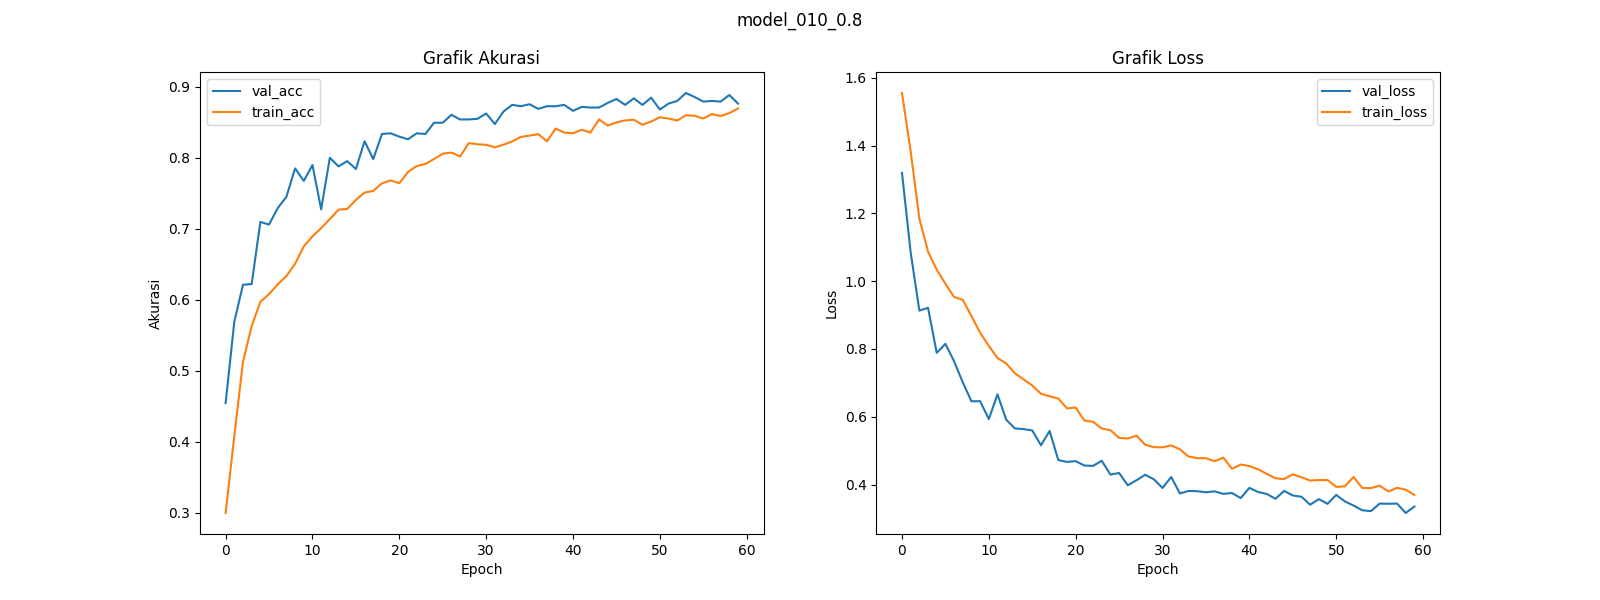 model_010_0.8
Grafik Akurasi
val_acc
train_acc
0.9
0.8
0.7
0.6
0.5
0.4
0.3
Akurasi
0 10 20 30 40 50 60
Epoch
Grafik Loss
val_loss
train_loss
1.6
1.4
1.2
1.0
0.8
0.6
0.4
Loss
0 10 20 30 40 50 60
Epoch